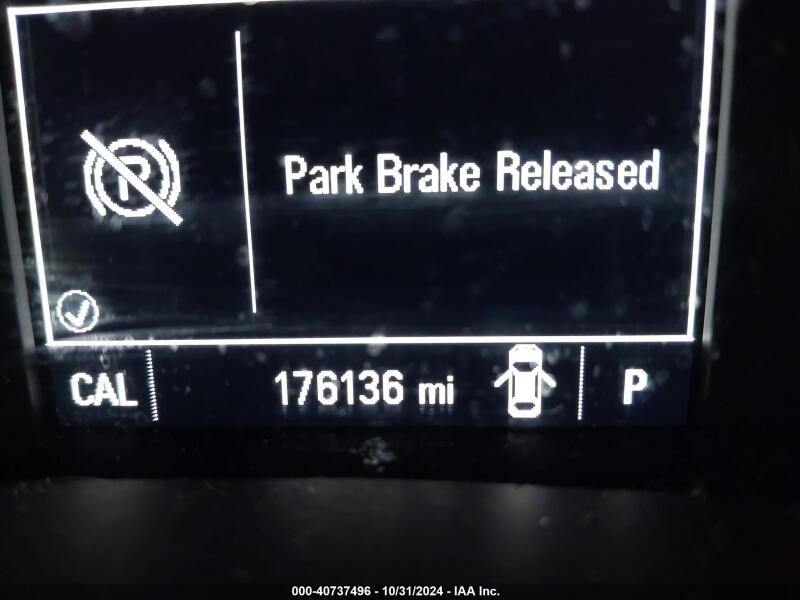 Park Brake Released
CAL 176136 mi P
000-40737496 - 10/31/2024 - IAA Inc.